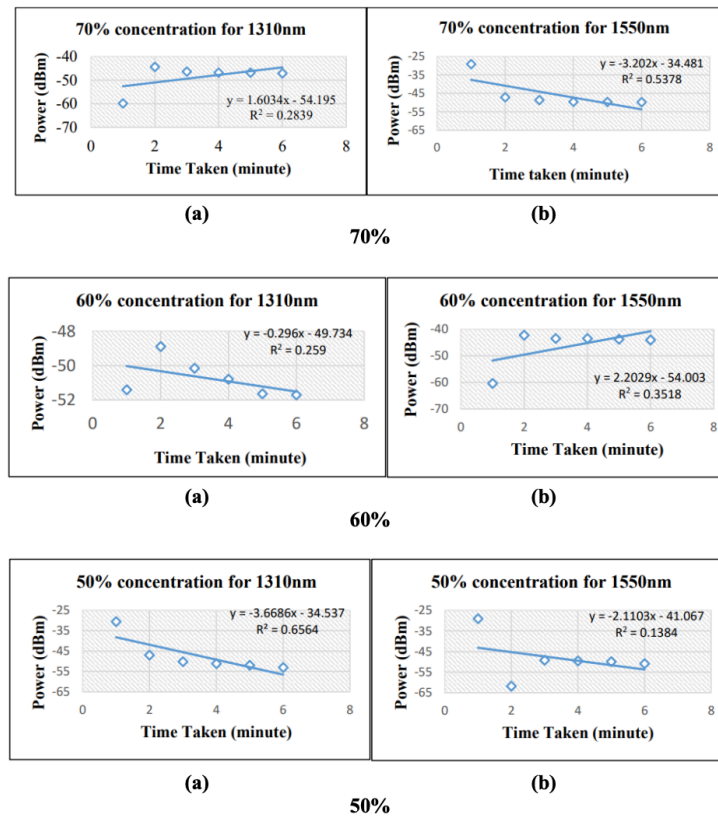 70% concentration for 1310nm
-40
-50
-60
-70
Power (dBm)
y = 1.6034x - 54.195
R² = 0.2839
0 2 4 6 8
Time Taken (minute)
70% concentration for 1550nm
-25
-35
-45
-55
-65
Power (dBm)
y = -3.202x - 34.481
R² = 0.5378
0 2 4 6 8
Time taken (minute)
(a) (b)
70%
60% concentration for 1310nm
-48
-50
-52
Power (dBm)
y = -0.296x - 49.734
R² = 0.259
0 2 4 6 8
Time Taken (minute)
60% concentration for 1550nm
-40
-50
-60
-70
Power (dBm)
y = 2.2029x - 54.003
R² = 0.3518
0 2 4 6 8
Time Taken (minute)
(a) (b)
60%
50% concentration for 1310nm
-25
-35
-45
-55
-65
Power (dBm)
y = -3.6686x - 34.537
R² = 0.6564
0 2 4 6 8
Time Taken (minute)
50% concentration for 1550nm
-25
-35
-45
-55
-65
Power (dBm)
y = -2.1103x - 41.067
R² = 0.1384
0 2 4 6 8
Time Taken (minute)
(a) (b)
50%